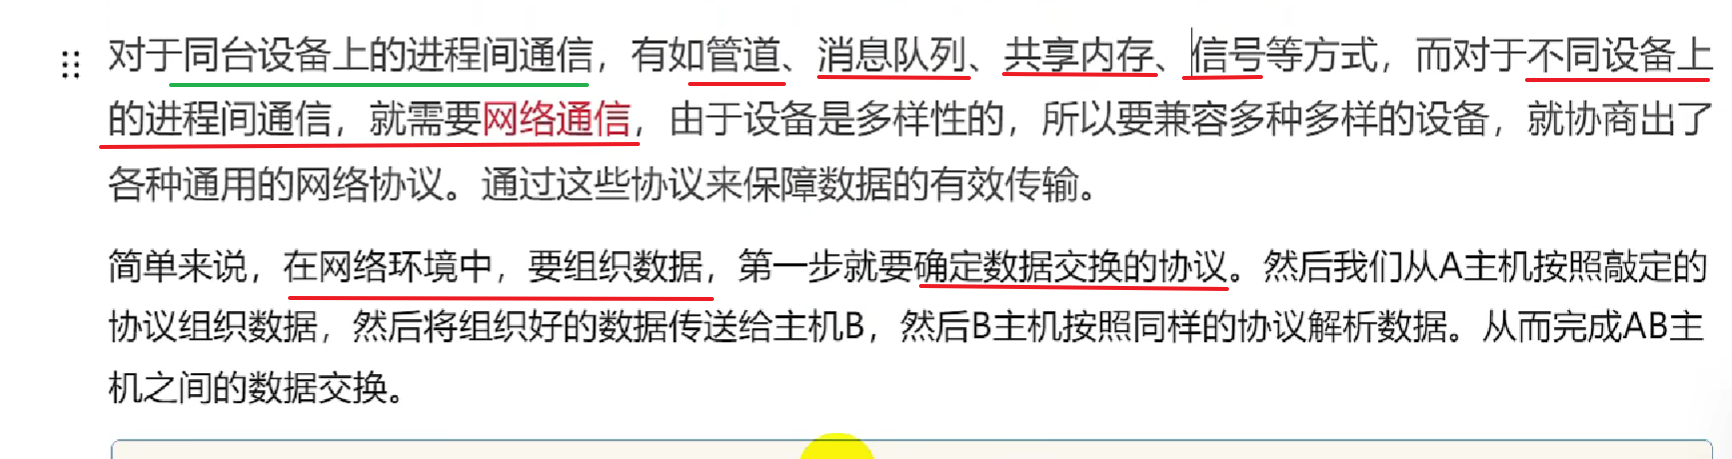 对于同台设备上的进程间通信，有如管道、消息队列、共享内存、信号等方式，而对于不同设备上
的进程间通信，就需要网络通信，由于设备是多样性的，所以要兼容多种多样的设备，就协商出了
各种通用的网络协议。通过这些协议来保障数据的有效传输。
简单来说，在网络环境中，要组织数据，第一步就要确定数据交换的协议。然后我们从A主机按照敲定的
协议组织数据，然后将组织好的数据传送给主机B，然后B主机按照同样的协议解析数据。从而完成AB主
机之间的数据交换。